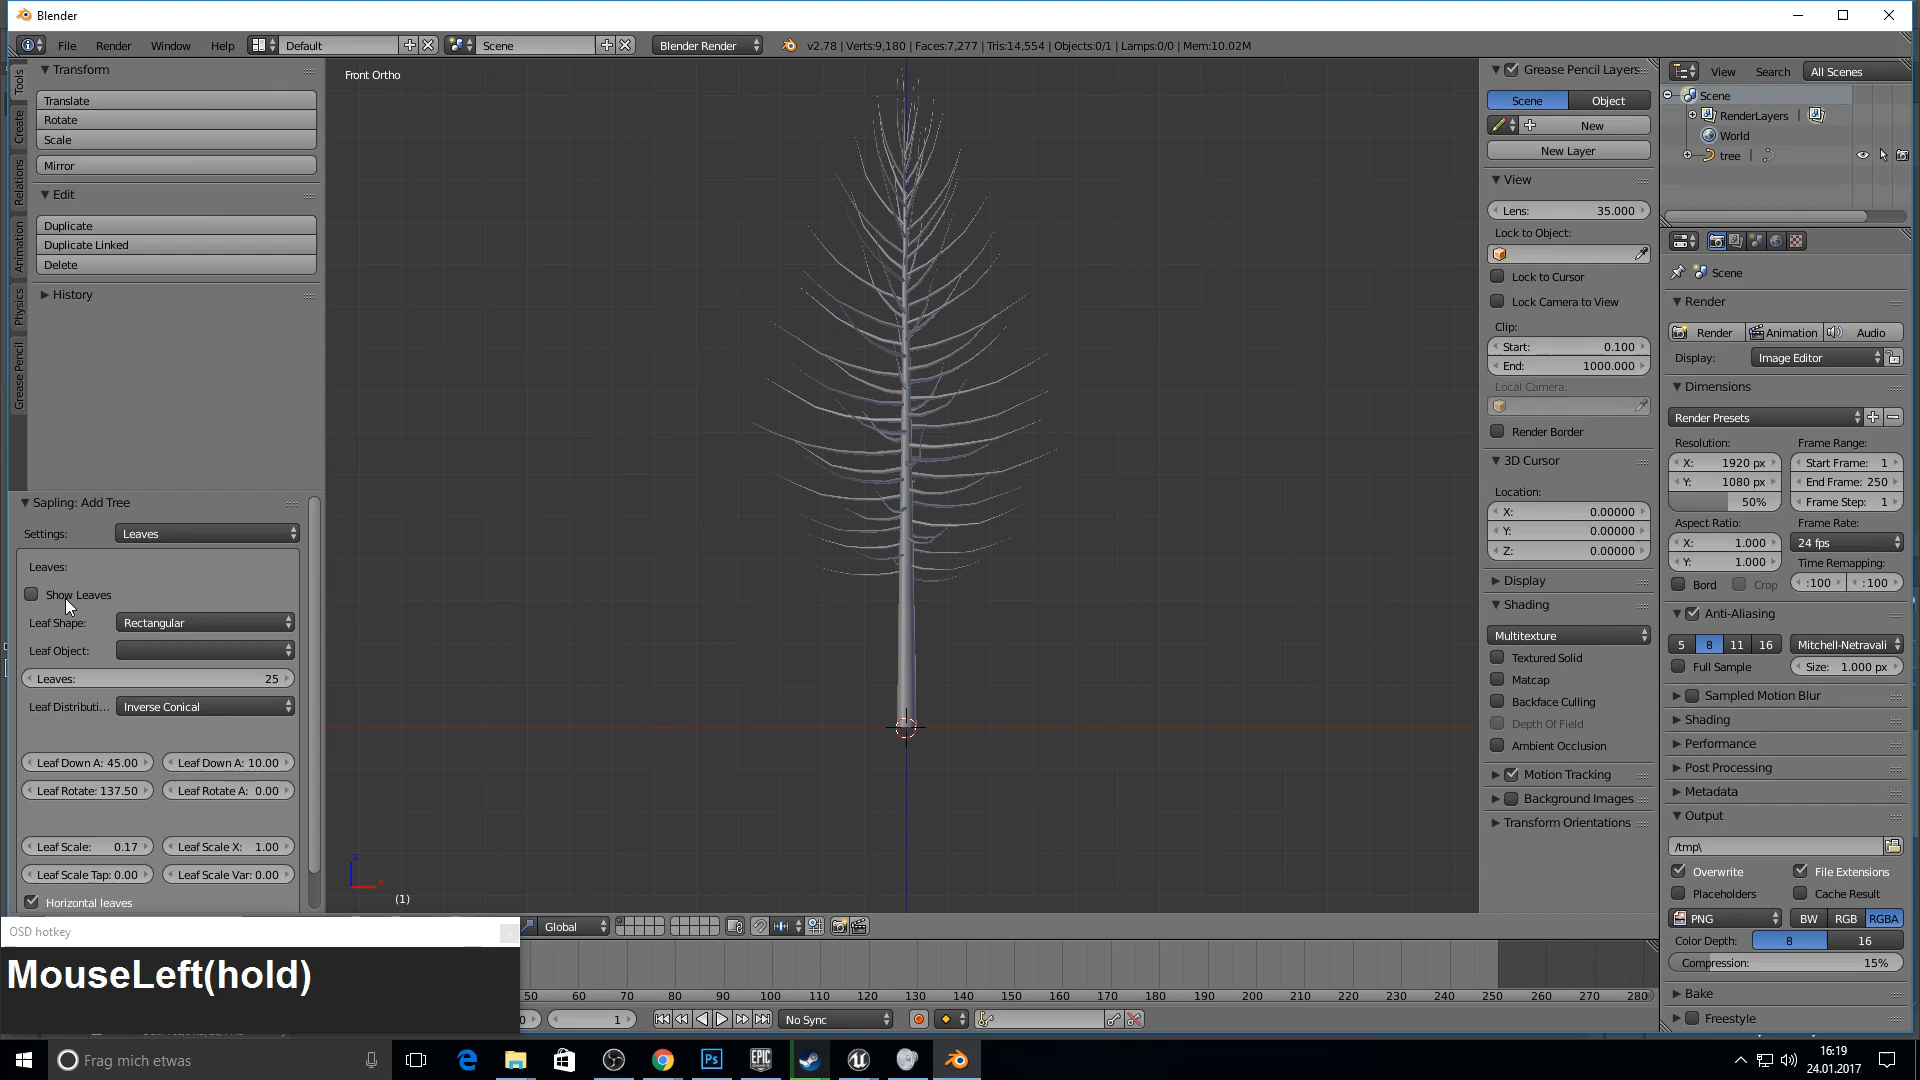 Blender
File Render Window Help Default Scene Blender Render v2.78 | Verts:9,180 | Faces:7,277 | Tris:14,554 | Objects:0/1 | Lamps:0/0 | Mem:10.02M
Tools
Create
Relations
Animation
Physics
Grease Pencil
Transform
Translate
Rotate
Scale
Mirror
Edit
Duplicate
Duplicate Linked
Delete
History
Sapling: Add Tree
Settings: Leaves
Leaves:
Show Leaves
Leaf Shape: Rectangular
Leaf Object:
Leaves: 25
Leaf Distributi... Inverse Conical
Leaf Down A: 45.00 Leaf Down A: 10.00
Leaf Rotate: 137.50 Leaf Rotate A: 0.00
Leaf Scale: 0.17 Leaf Scale X: 1.00
Leaf Scale Tap: 0.00 Leaf Scale Var: 0.00
Horizontal leaves
Front Ortho
z
x
(1)
Grease Pencil Layers
Scene Object
New
New Layer
View
Lens: 35.000
Lock to Object:
Lock to Cursor
Lock Camera to View
Clip:
Start: 0.100
End: 1000.000
Local Camera:
Render Border
3D Cursor
Location:
X: 0.00000
Y: 0.00000
Z: 0.00000
Display
Shading
Multitexture
Textured Solid
Matcap
Backface Culling
Depth Of Field
Ambient Occlusion
Motion Tracking
Background Images
Transform Orientations
View Search All Scenes
Scene
RenderLayers |
World
tree |
Scene
Render
Render Animation Audio
Display: Image Editor
Dimensions
Render Presets
Resolution: Frame Range:
X: 1920 px Start Frame: 1
Y: 1080 px End Frame: 250
50% Frame Step: 1
Aspect Ratio: Frame Rate:
X: 1.000 24 fps
Y: 1.000 Time Remapping:
Bord Crop :100 :100
Anti-Aliasing
5 8 11 16 Mitchell-Netravali
Full Sample Size: 1.000 px
Sampled Motion Blur
Shading
Performance
Post Processing
Metadata
Output
/tmp\
Overwrite File Extensions
Placeholders Cache Result
PNG BW RGB RGBA
Color Depth: 8 16
Compression: 15%
Bake
Freestyle
Global
50 60 70 80 90 100 110 120 130 140 150 160 170 180 190 200 210 220 230 240 250 260 270 280
0 1 No Sync
OSD hotkey
MouseLeft(hold)
Frag mich etwas
Ps
EPIC GAMES
16:19
24.01.2017